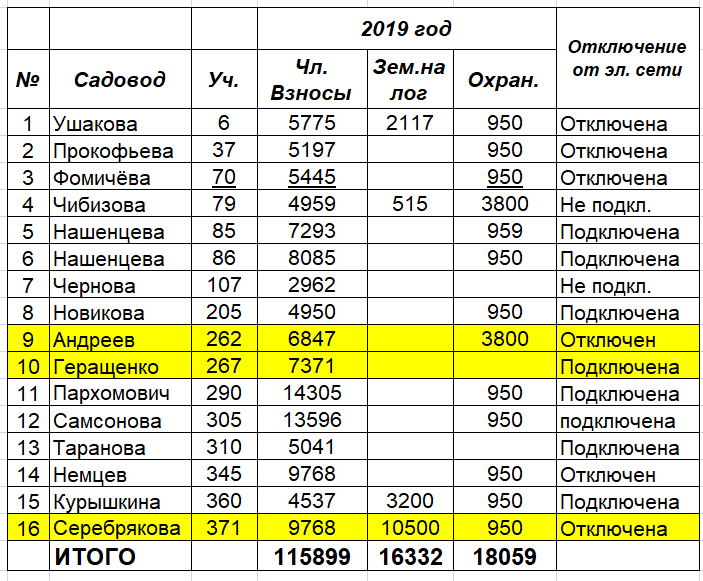 2019 год
№ Садовод Уч. Чл. Взносы Зем.на лог Охран. Отключение от эл. сети
1 Ушакова 6 5775 2117 950 Отключена
2 Прокофьева 37 5197 950 Отключена
3 Фомичёва 70 5445 950 Отключена
4 Чибизова 79 4959 515 3800 Не подкл.
5 Нашенцева 85 7293 959 Подключена
6 Нашенцева 86 8085 950 Подключена
7 Чернова 107 2962 Не подкл.
8 Новикова 205 4950 950 Подключена
9 Андреев 262 6847 3800 Отключен
10 Геращенко 267 7371 Подключена
11 Пархомович 290 14305 950 Подключена
12 Самсонова 305 13596 950 подключена
13 Таранова 310 5041 Подключена
14 Немцев 345 9768 950 Отключен
15 Курышкина 360 4537 3200 950 Подключена
16 Серебрякова 371 9768 10500 950 Отключена
ИТОГО 115899 16332 18059